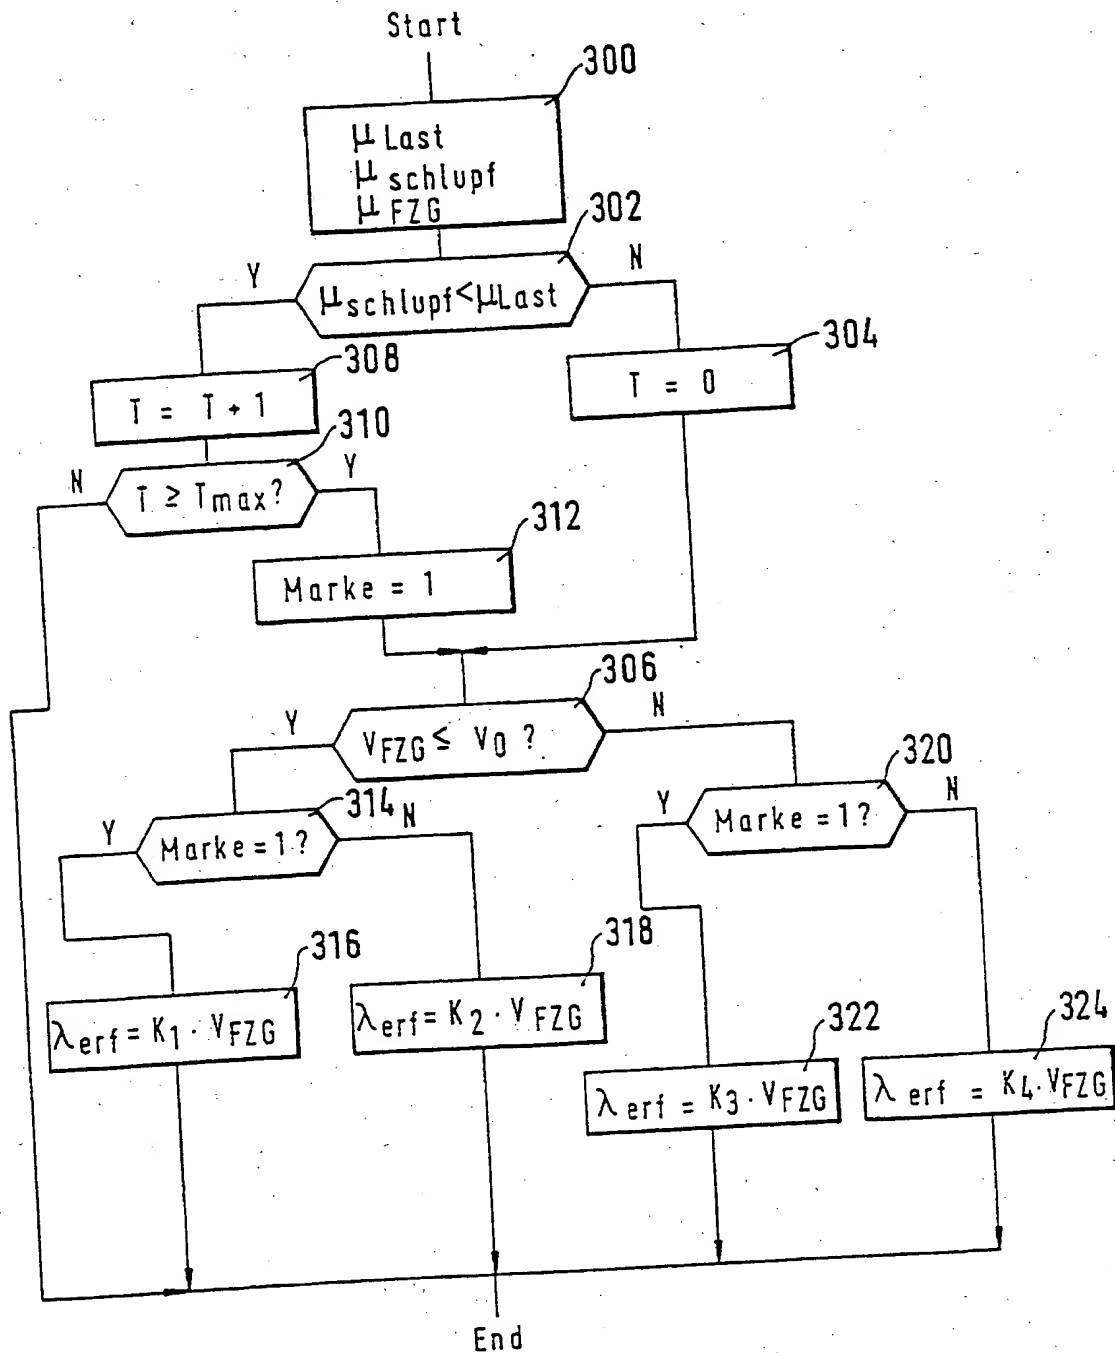 Start
300
μ Last
μ schlupf
μ FZG
302
Y
N
μschlupf<μLast
304
308
T = 0
T = T + 1
310
N
Y
T ≥ Tmax?
312
Marke = 1
306
Y
N
VFZG ≤ V0 ?
320
314
Y
N
Y
N
Marke = 1?
Marke = 1?
316
318
λerf = K1 · VFZG
λerf = K2 · VFZG
322
324
λ erf = K3 · VFZG
λ erf = K4 · VFZG
End